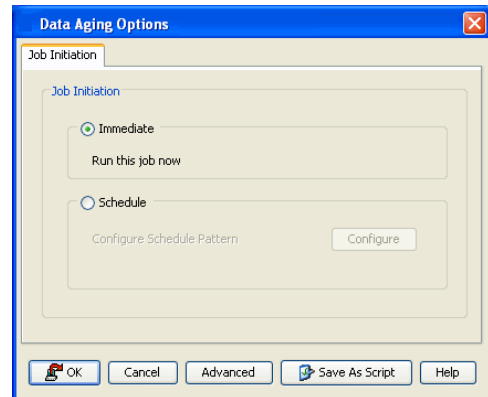 Data Aging Options
Job Initiation
Job Initiation
Immediate
Run this job now
Schedule
Configure Schedule Pattern Configure
OK Cancel Advanced Save As Script Help